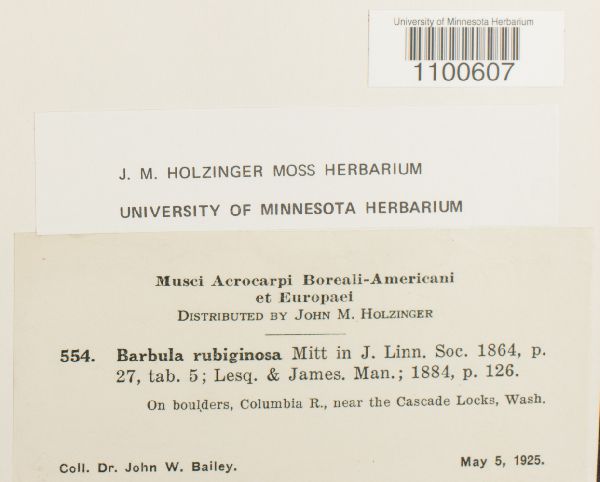 University of Minnesota Herbarium
1100607
J. M. HOLZINGER MOSS HERBARIUM
UNIVERSITY OF MINNESOTA HERBARIUM
Musci Acrocarpi Boreali-Americani
et Europaei
DISTRIBUTED BY JOHN M. HOLZINGER
554. Barbula rubiginosa Mitt in J. Linn. Soc. 1864, p.
27, tab. 5; Lesq. & James. Man.; 1884, p. 126.
On boulders, Columbia R., near the Cascade Locks, Wash.
Coll. Dr. John W. Bailey. May 5, 1925.